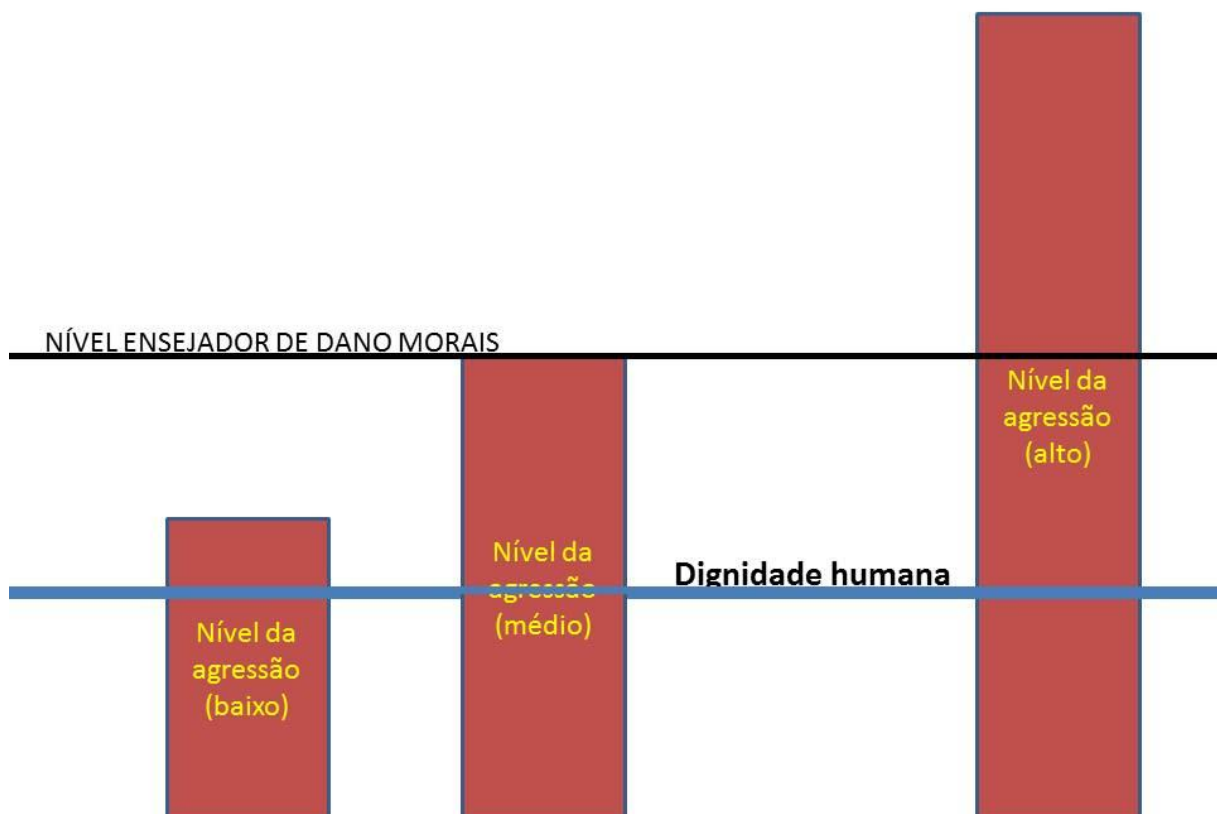 NÍVEL ENSEJADOR DE DANO MORAIS
Nível da
agressão
(alto)
Nível da
agressão
(médio)
Dignidade humana
Nível da
agressão
(baixo)